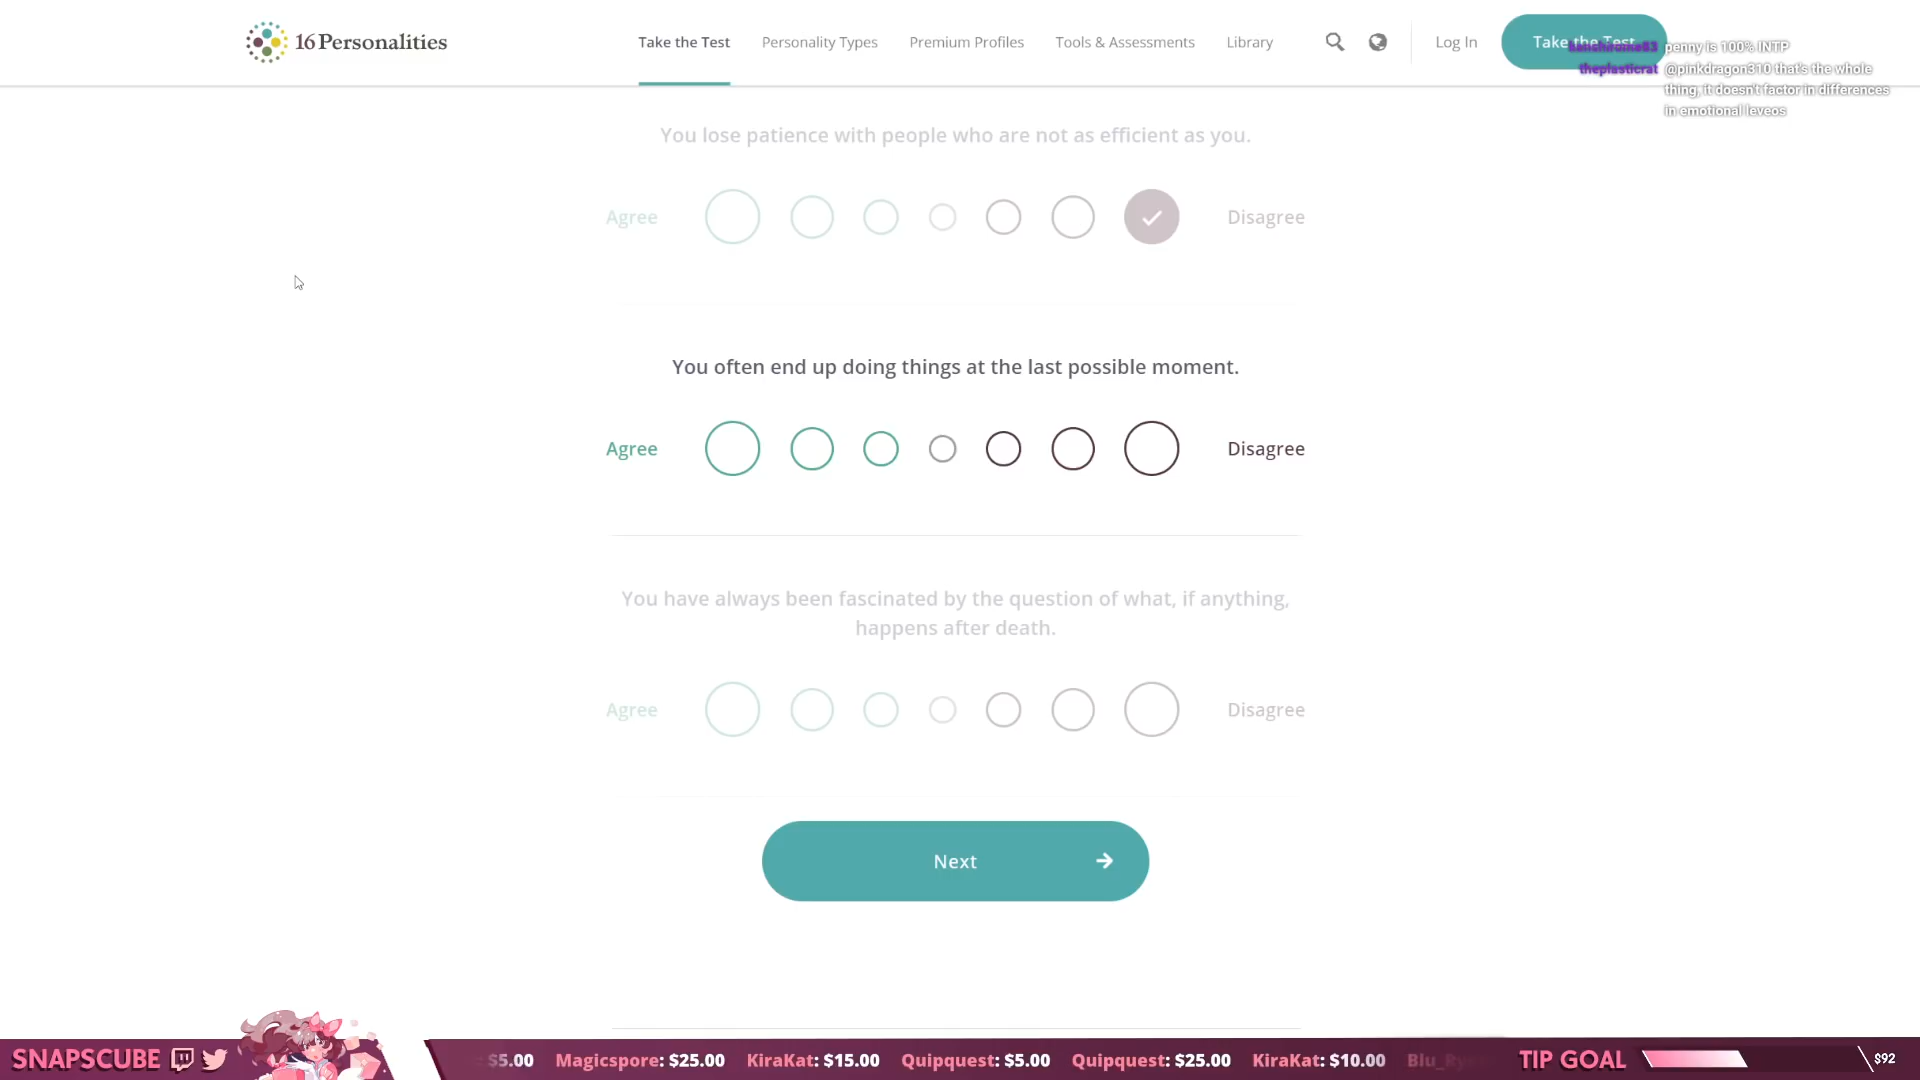 16Personalities
Take the Test
Personality Types
Premium Profiles
Tools & Assessments
Library
Log In
Take the Test
penny is 100% INTP
theplasticrat @pinkdragon310 that's the whole
thing, it doesn't factor in differences
in emotional leveos
You lose patience with people who are not as efficient as you.
Agree
Disagree
You often end up doing things at the last possible moment.
Agree
Disagree
You have always been fascinated by the question of what, if anything,
happens after death.
Agree
Disagree
Next
SNAPSCUBE
$5.00 Magicspore: $25.00 KiraKat: $15.00 Quipquest: $5.00 Quipquest: $25.00 KiraKat: $10.00
TIP GOAL
$92